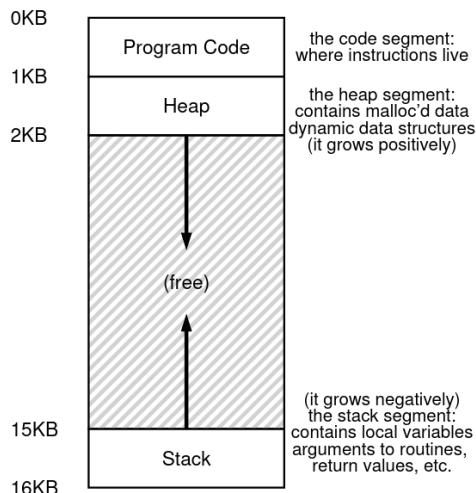 0KB
Program Code
the code segment:
where instructions live
1KB
Heap
the heap segment:
contains malloc'd data
dynamic data structures
(it grows positively)
2KB
(free)
(it grows negatively)
the stack segment:
contains local variables
arguments to routines,
return values, etc.
15KB
Stack
16KB